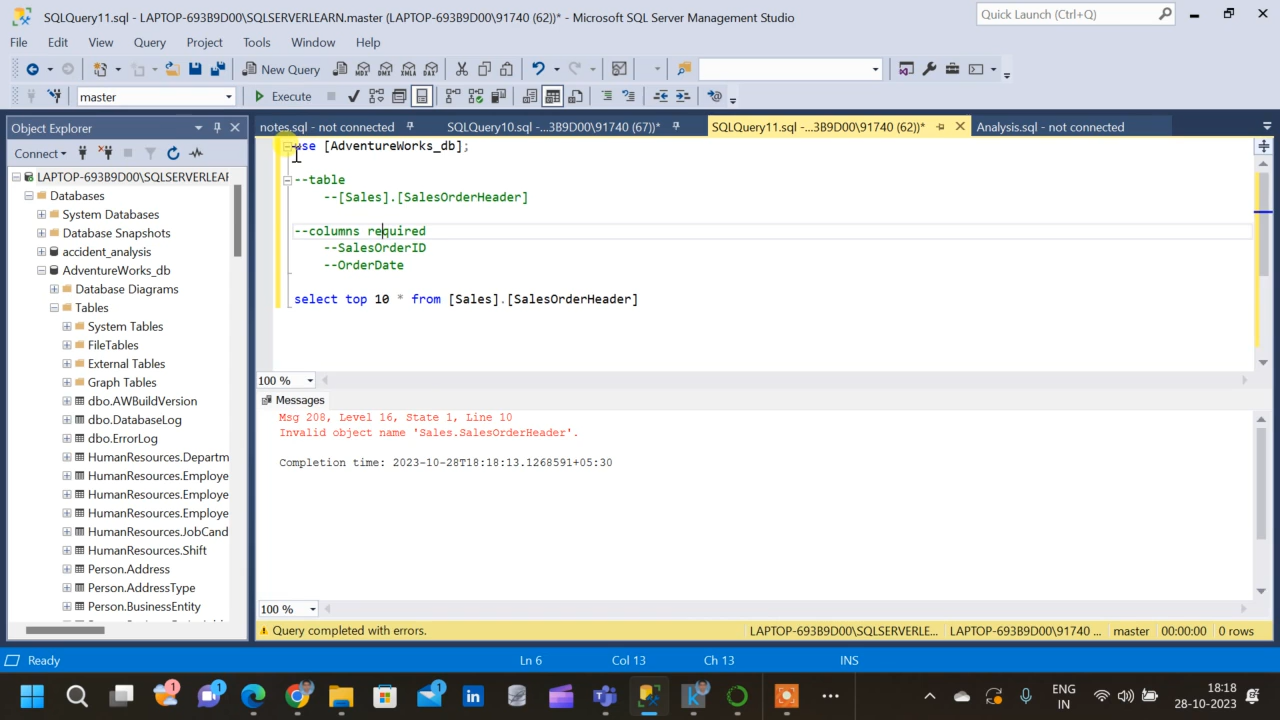 SQLQuery11.sql - LAPTOP-693B9D00\SQLSERVERLEARN.master (LAPTOP-693B9D00\91740 (62))* - Microsoft SQL Server Management Studio
Quick Launch (Ctrl+Q)
File Edit View Query Project Tools Window Help
New Query MDX DMX XMLA DAX
master Execute
Object Explorer
notes.sql - not connected SQLQuery10.sql -...3B9D00\91740 (67))* SQLQuery11.sql -...3B9D00\91740 (62))* Analysis.sql - not connected
Connect
LAPTOP-693B9D00\SQLSERVERLEAF
Databases
System Databases
Database Snapshots
accident_analysis
AdventureWorks_db
Database Diagrams
Tables
System Tables
FileTables
External Tables
Graph Tables
dbo.AWBuildVersion
dbo.DatabaseLog
dbo.ErrorLog
HumanResources.Departm
HumanResources.Employe
HumanResources.Employe
HumanResources.Employe
HumanResources.JobCand
HumanResources.Shift
Person.Address
Person.AddressType
Person.BusinessEntity
use [AdventureWorks_db];
--table
--[Sales].[SalesOrderHeader]
--columns required
--SalesOrderID
--OrderDate
select top 10 * from [Sales].[SalesOrderHeader]
100 %
Messages
Msg 208, Level 16, State 1, Line 10
Invalid object name 'Sales.SalesOrderHeader'.
Completion time: 2023-10-28T18:18:13.1268591+05:30
100 %
Query completed with errors. LAPTOP-693B9D00\SQLSERVERLE... LAPTOP-693B9D00\91740 ... master 00:00:00 0 rows
Ready Ln 6 Col 13 Ch 13 INS
1 1 ENG 18:18
IN 28-10-2023